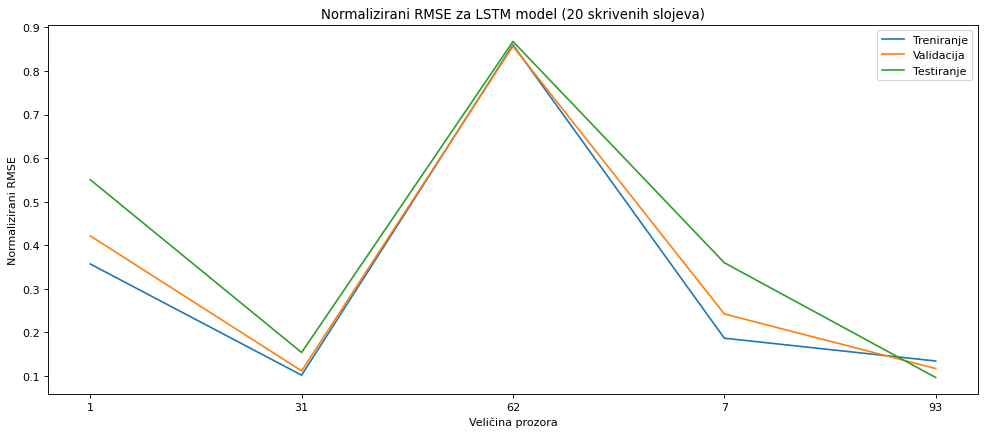 Normalizirani RMSE za LSTM model (20 skrivenih slojeva)
Normalizirani RMSE
0.9
0.8
0.7
0.6
0.5
0.4
0.3
0.2
0.1
Treniranje
Validacija
Testiranje
1 31 62 7 93
Veličina prozora